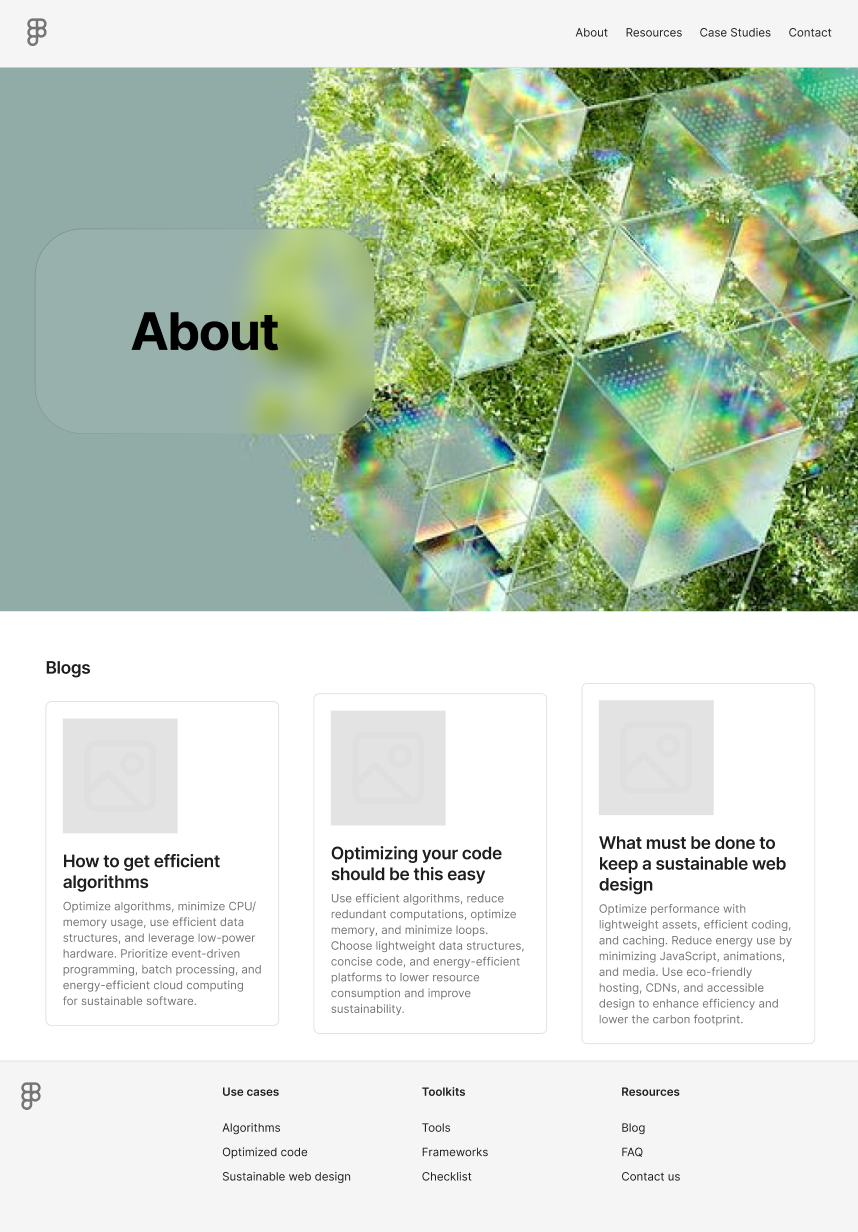 About
Resources
Case Studies
Contact
About
Blogs
How to get efficient
algorithms
Optimize algorithms, minimize CPU/
memory usage, use efficient data
structures, and leverage low-power
hardware. Prioritize event-driven
programming, batch processing, and
energy-efficient cloud computing
for sustainable software.
Optimizing your code
should be this easy
Use efficient algorithms, reduce
redundant computations, optimize
memory, and minimize loops.
Choose lightweight data structures,
concise code, and energy-efficient
platforms to lower resource
consumption and improve
sustainability.
What must be done to
keep a sustainable web
design
Optimize performance with
lightweight assets, efficient coding,
and caching. Reduce energy use by
minimizing JavaScript, animations,
and media. Use eco-friendly
hosting, CDNs, and accessible
design to enhance efficiency and
lower the carbon footprint.
Use cases
Algorithms
Optimized code
Sustainable web design
Toolkits
Tools
Frameworks
Checklist
Resources
Blog
FAQ
Contact us